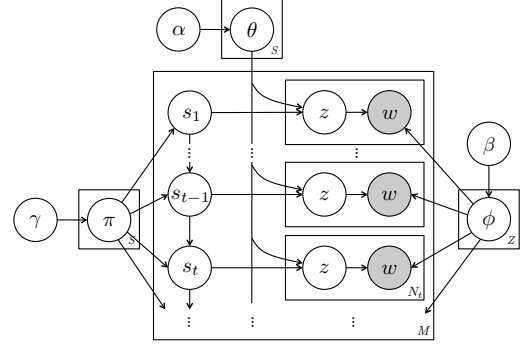 α θ S
s₁ z w
⋮ ⋮ ⋮
β
sₜ₋₁ z w
γ π S φ Z
sₜ z w
Nₜ
⋮ ⋮ ⋮ M